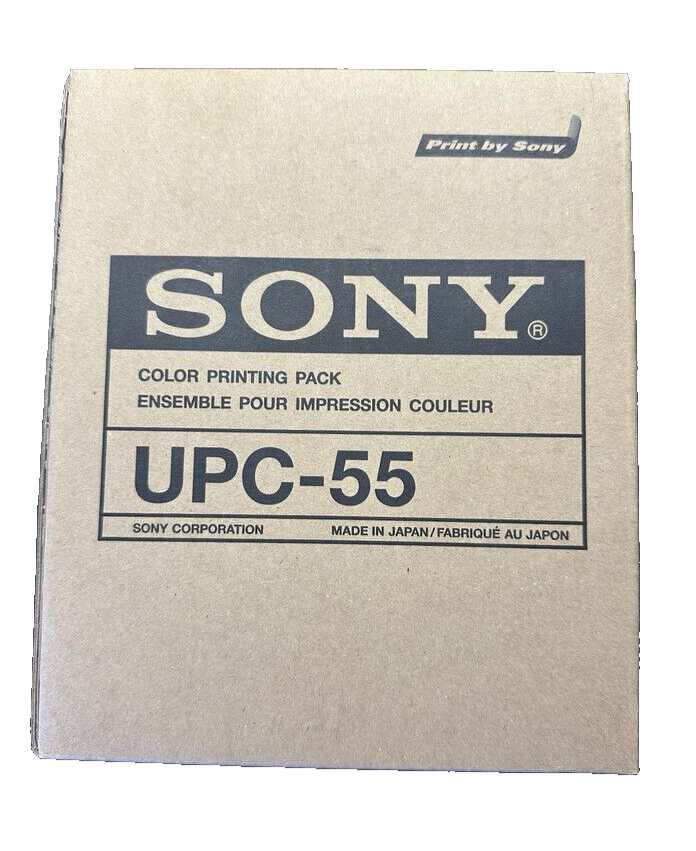 Print by Sony
SONY®
COLOR PRINTING PACK
ENSEMBLE POUR IMPRESSION COULEUR
UPC-55
SONY CORPORATION MADE IN JAPAN/FABRIQUÉ AU JAPON